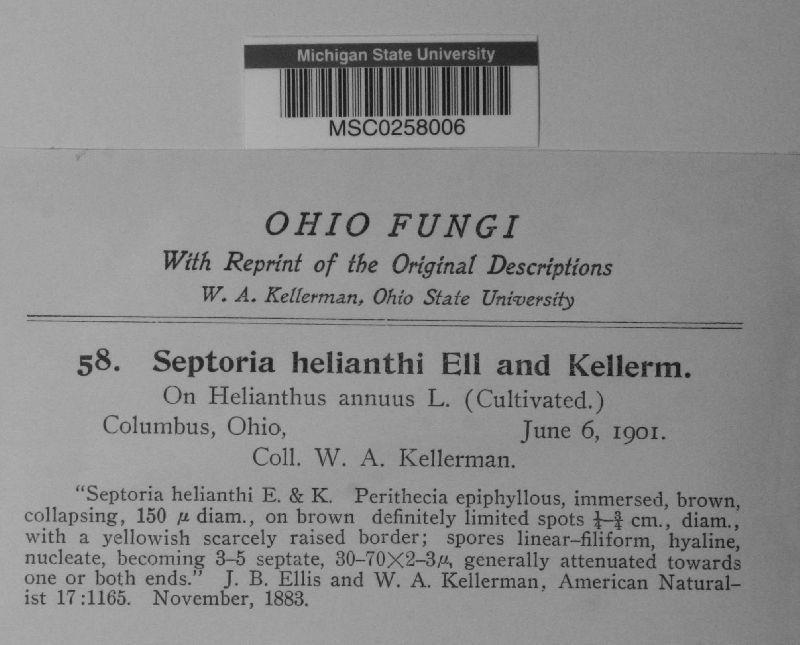 Michigan State University
MSC0258006
OHIO FUNGI
With Reprint of the Original Descriptions
W. A. Kellerman, Ohio State University
58. Septoria helianthi Ell and Kellerm.
On Helianthus annuus L. (Cultivated.)
Columbus, Ohio, June 6, 1901.
Coll. W. A. Kellerman.
"Septoria helianthi E. & K. Perithecia epiphyllous, immersed, brown,
collapsing, 150 μ diam., on brown definitely limited spots ¼–¾ cm., diam.,
with a yellowish scarcely raised border; spores linear–filiform, hyaline,
nucleate, becoming 3–5 septate, 30–70×2–3μ, generally attenuated towards
one or both ends." J. B. Ellis and W. A. Kellerman, American Natural–
ist 17:1165. November, 1883.